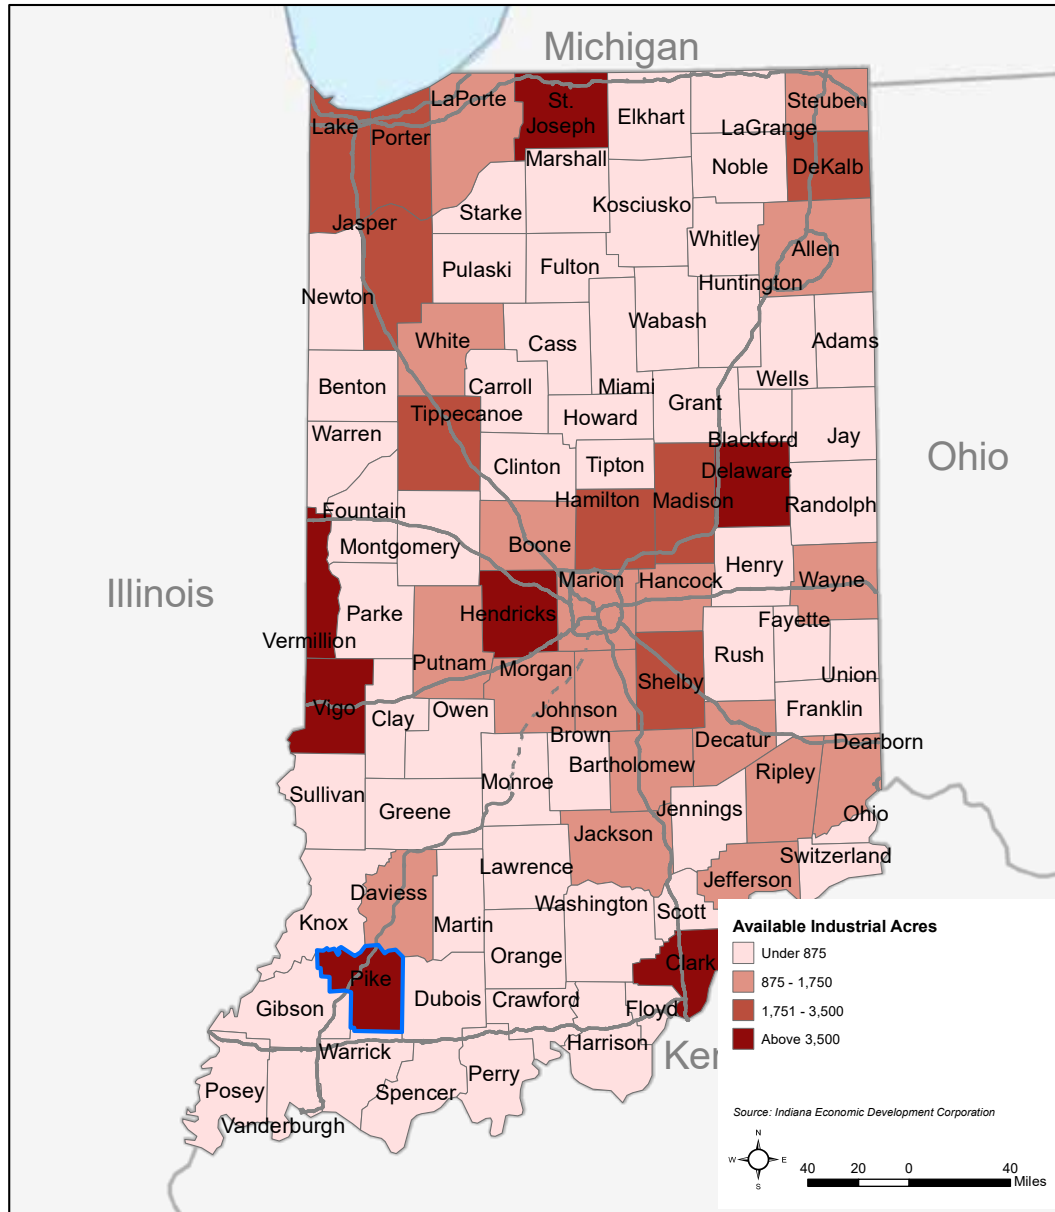 Michigan
LaPorte
St.
Joseph
Steuben
Elkhart
Lake
Porter
LaGrange
Marshall
Noble
DeKalb
Starke
Kosciusko
Jasper
Whitley
Allen
Pulaski
Fulton
Huntington
Newton
Wabash
White
Cass
Adams
Benton
Carroll
Miami
Wells
Tippecanoe
Howard
Grant
Warren
Blackford
Jay
Ohio
Clinton
Tipton
Delaware
Hamilton
Madison
Randolph
Fountain
Montgomery
Boone
Henry
Illinois
Marion
Hancock
Wayne
Parke
Hendricks
Fayette
Vermillion
Putnam
Morgan
Rush
Shelby
Union
Vigo
Clay
Owen
Johnson
Franklin
Brown
Decatur
Dearborn
Bartholomew
Ripley
Sullivan
Monroe
Greene
Jennings
Ohio
Jackson
Switzerland
Lawrence
Jefferson
Daviess
Washington
Scott
Knox
Martin
Orange
Clark
Pike
Gibson
Dubois
Crawford
Floyd
Harrison
Warrick
Ker
Perry
Posey
Spencer
Vanderburgh
Available Industrial Acres
Under 875
875 - 1,750
1,751 - 3,500
Above 3,500
Source: Indiana Economic Development Corporation
N
W E
S
40 20 0 40
Miles